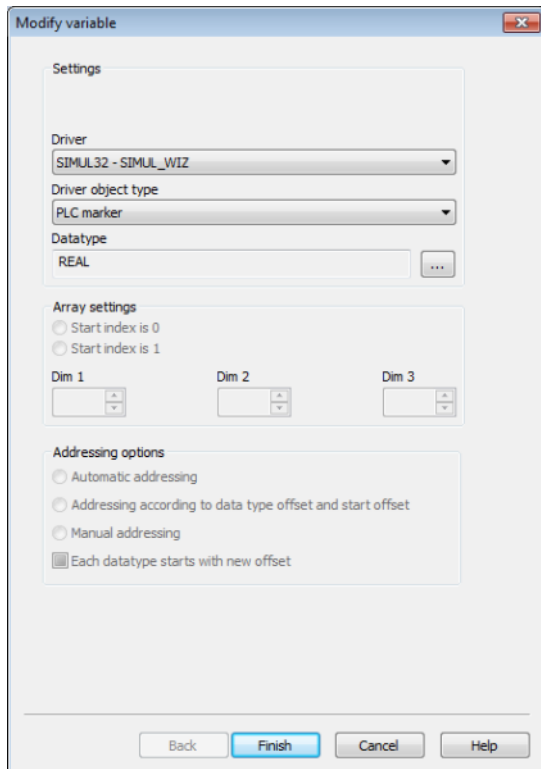 Modify variable
Settings
Driver
SIMUL32 - SIMUL_WIZ
Driver object type
PLC marker
Datatype
REAL
...
Array settings
Start index is 0
Start index is 1
Dim 1 Dim 2 Dim 3
Addressing options
Automatic addressing
Addressing according to data type offset and start offset
Manual addressing
Each datatype starts with new offset
Back Finish Cancel Help